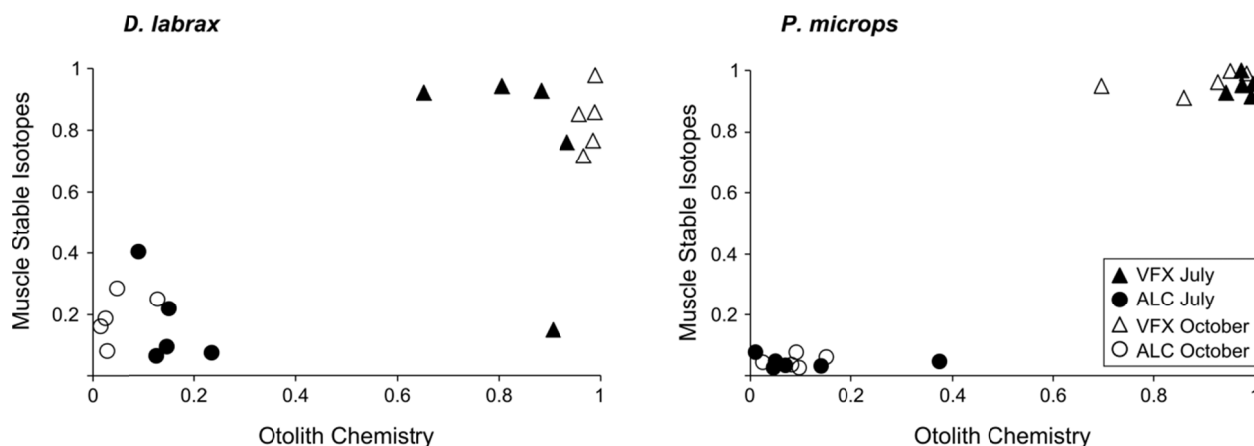 D. labrax
Muscle Stable Isotopes
1
0.8
0.6
0.4
0.2
0 0.2 0.4 0.6 0.8 1
Otolith Chemistry
P. microps
Muscle Stable Isotopes
1
0.8
0.6
0.4
0.2
0 0.2 0.4 0.6 0.8 1
Otolith Chemistry
VFX July
ALC July
VFX October
ALC October